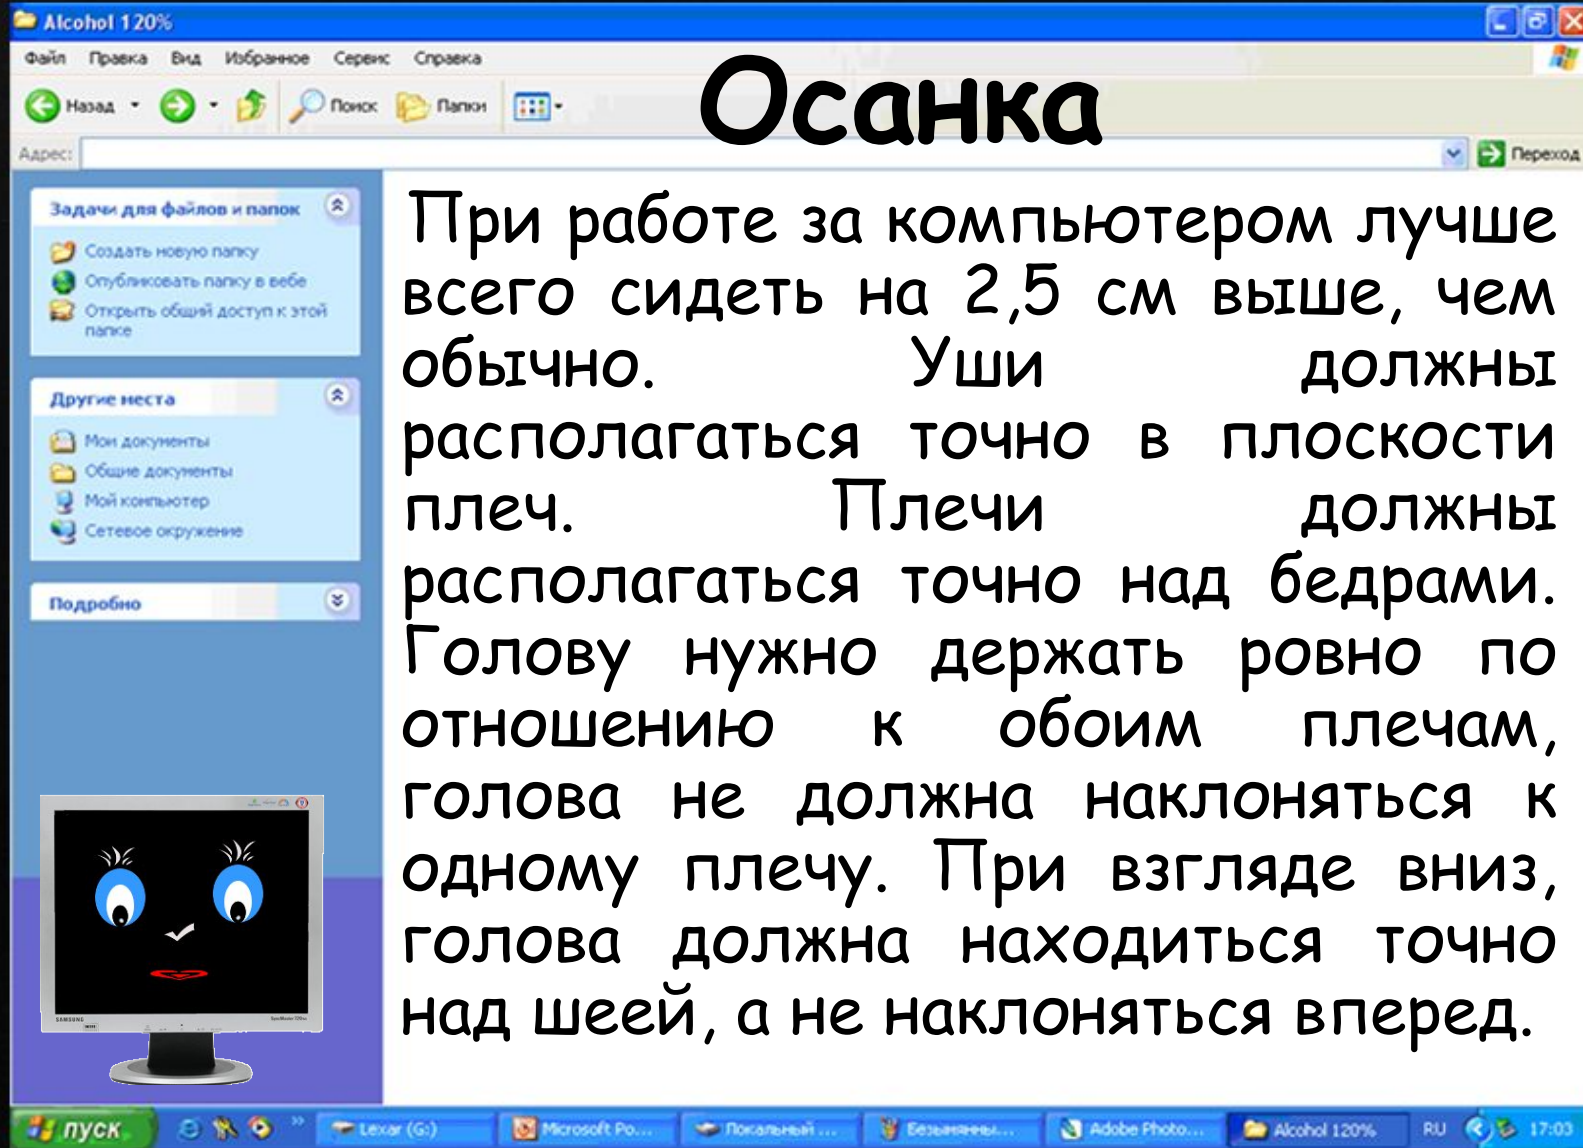 Alcohol 120%
Файл Правка Вид Избранное Сервис Справка
Осанка
Назад Поиск Папки
Адрес: Переход
Задачи для файлов и папок
Создать новую папку
Опубликовать папку в вебе
Открыть общий доступ к этой
папке
Другие места
Мои документы
Общие документы
Мой компьютер
Сетевое окружение
Подробно
При работе за компьютером лучше
всего сидеть на 2,5 см выше, чем
обычно. Уши должны
располагаться точно в плоскости
плеч. Плечи должны
располагаться точно над бедрами.
Голову нужно держать ровно по
отношению к обоим плечам,
голова не должна наклоняться к
одному плечу. При взгляде вниз,
голова должна находиться точно
над шеей, а не наклоняться вперед.
SAMSUNG
пуск Lexar (G:) Microsoft Po... Локальный ... Безымянны... Adobe Photo... Alcohol 120% RU 17:03